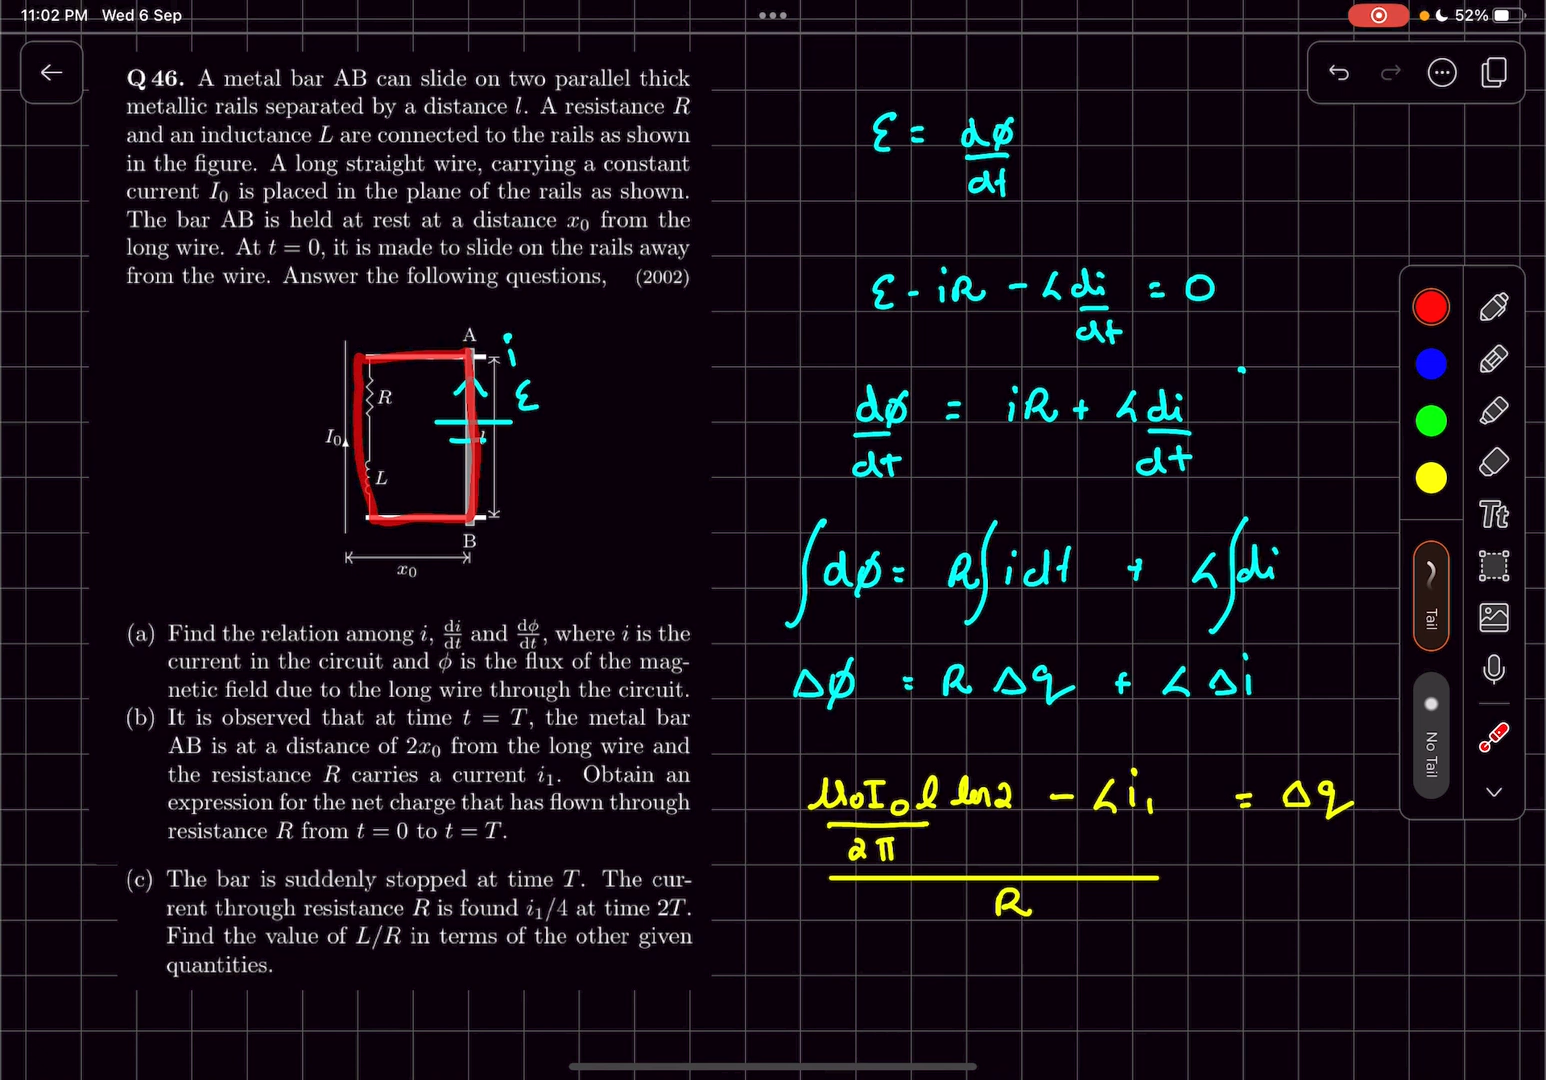 11:02 PM Wed 6 Sep
52%
Q 46. A metal bar AB can slide on two parallel thick
metallic rails separated by a distance l. A resistance R
and an inductance L are connected to the rails as shown
in the figure. A long straight wire, carrying a constant
current I₀ is placed in the plane of the rails as shown.
The bar AB is held at rest at a distance x₀ from the
long wire. At t = 0, it is made to slide on the rails away
from the wire. Answer the following questions, (2002)
A
i
R
ε
I₀
l
L
B
x₀
(a) Find the relation among i, di/dt and dϕ/dt, where i is the
current in the circuit and ϕ is the flux of the mag-
netic field due to the long wire through the circuit.
(b) It is observed that at time t = T, the metal bar
AB is at a distance of 2x₀ from the long wire and
the resistance R carries a current i₁. Obtain an
expression for the net charge that has flown through
resistance R from t = 0 to t = T.
(c) The bar is suddenly stopped at time T. The cur-
rent through resistance R is found i₁/4 at time 2T.
Find the value of L/R in terms of the other given
quantities.
ε = dϕ/dt
ε - iR - L di/dt = 0
dϕ/dt = iR + L di/dt
∫dϕ = R∫idt + L∫di
Δϕ = R Δq + L Δi
μ₀I₀l ln2 - Li₁ = Δq
2π
R
Tt
Tail
No Tail